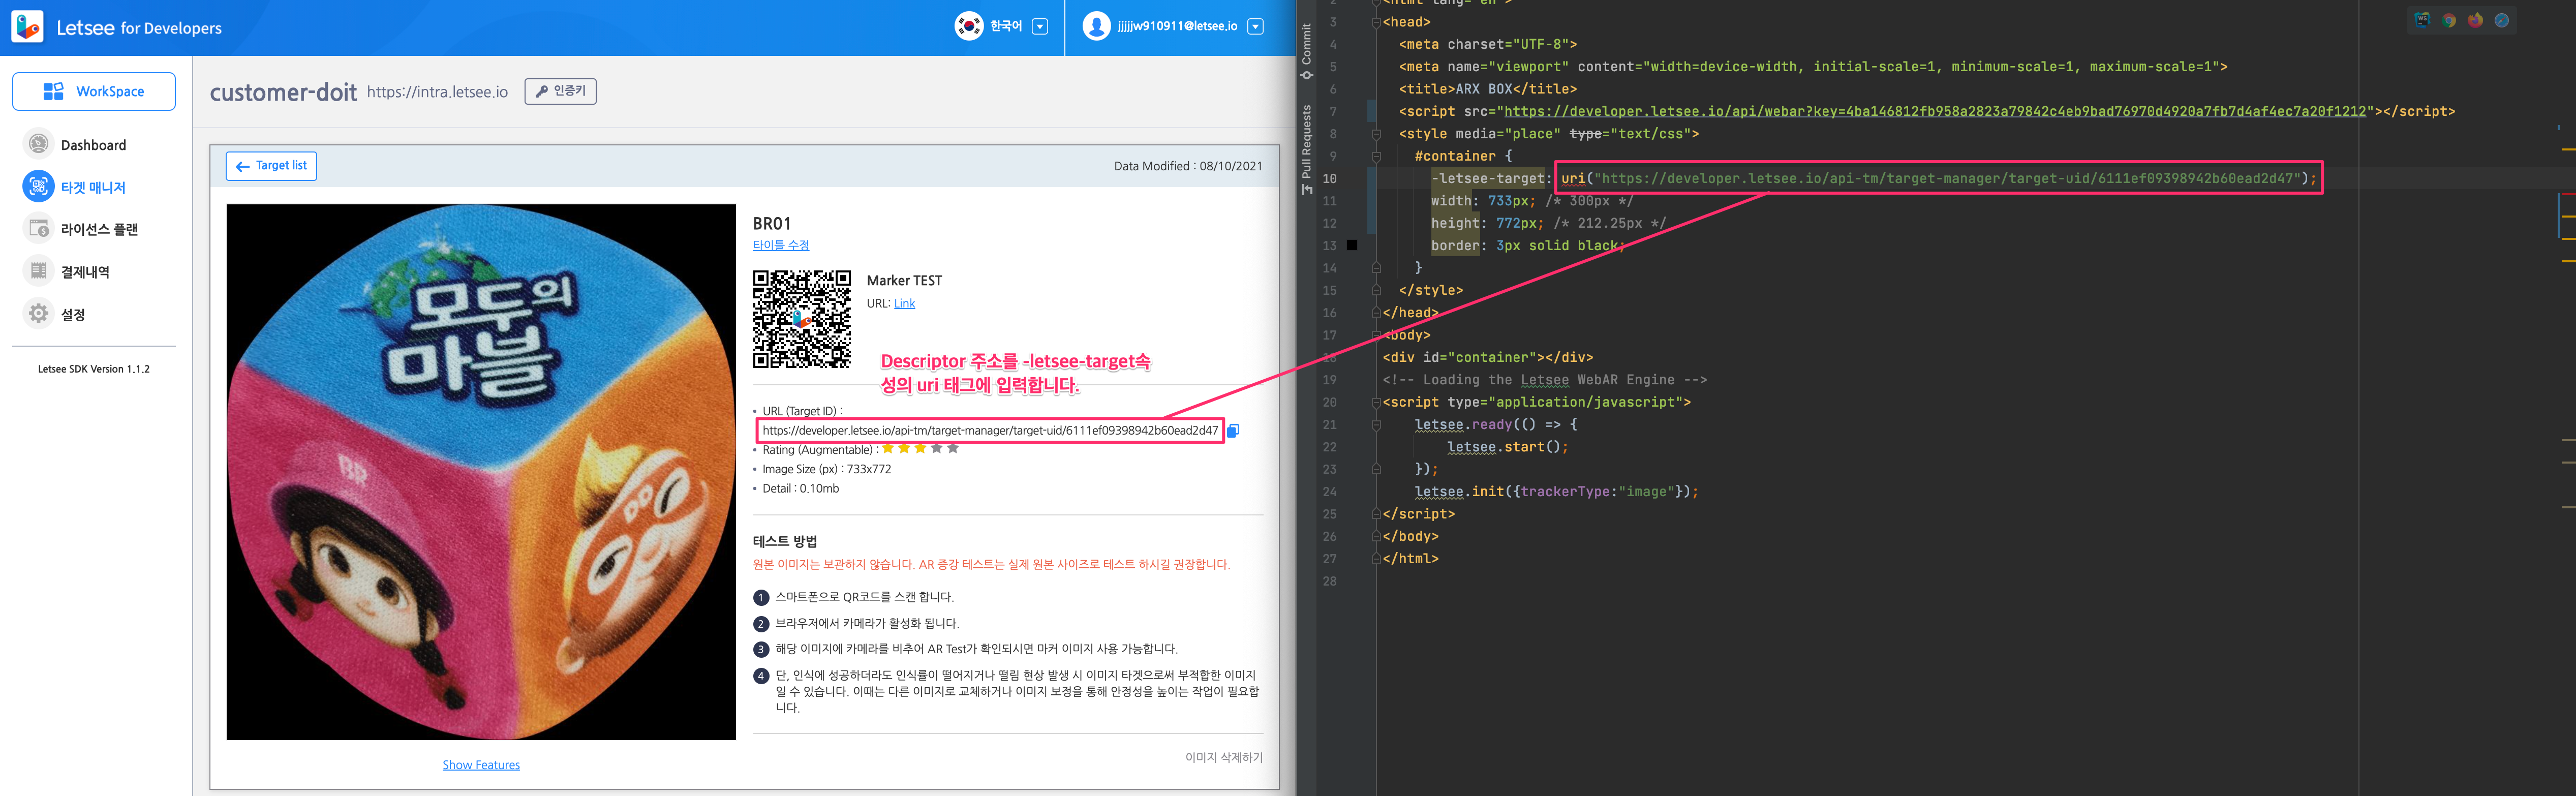 Letsee for Developers
한국어
jjjjjw910911@letsee.io
WorkSpace
Dashboard
타겟 매니저
라이선스 플랜
결제내역
설정
Letsee SDK Version 1.1.2
customer-doit https://intra.letsee.io
인증키
Target list
Data Modified : 08/10/2021
모두의
마블
BR
DOO
BR01
타이틀 수정
Marker TEST
URL: Link
Descriptor 주소를 -letsee-target속
성의 uri 태그에 입력합니다.
• URL (Target ID) :
https://developer.letsee.io/api-tm/target-manager/target-uid/6111ef09398942b60ead2d47
• Rating (Augmentable) : ★★★★★
• Image Size (px) : 733x772
• Detail : 0.10mb
테스트 방법
원본 이미지는 보관하지 않습니다. AR 증강 테스트는 실제 원본 사이즈로 테스트 하시길 권장합니다.
1 스마트폰으로 QR코드를 스캔 합니다.
2 브라우저에서 카메라가 활성화 됩니다.
3 해당 이미지에 카메라를 비추어 AR Test가 확인되시면 마커 이미지 사용 가능합니다.
4 단, 인식에 성공하더라도 인식률이 떨어지거나 떨림 현상 발생 시 이미지 타겟으로써 부적합한 이미지
일 수 있습니다. 이때는 다른 이미지로 교체하거나 이미지 보정을 통해 안정성을 높이는 작업이 필요합
니다.
이미지 삭제하기
Show Features
Commit
Pull Requests
2 <html lang="en">
3 <head>
4 <meta charset="UTF-8">
5 <meta name="viewport" content="width=device-width, initial-scale=1, minimum-scale=1, maximum-scale=1">
6 <title>ARX BOX</title>
7 <script src="https://developer.letsee.io/api/webar?key=4ba146812fb958a2823a79842c4eb9bad76970d4920a7fb7d4af4ec7a20f1212"></script>
8 <style media="place" type="text/css">
9 #container {
10 -letsee-target: uri("https://developer.letsee.io/api-tm/target-manager/target-uid/6111ef09398942b60ead2d47");
11 width: 733px; /* 300px */
12 height: 772px; /* 212.25px */
13 border: 3px solid black;
14 }
15 </style>
16 </head>
17 <body>
18 <div id="container"></div>
19 <!-- Loading the Letsee WebAR Engine -->
20 <script type="application/javascript">
21 letsee.ready(() => {
22 letsee.start();
23 });
24 letsee.init({trackerType:"image"});
25 </script>
26 </body>
27 </html>
28